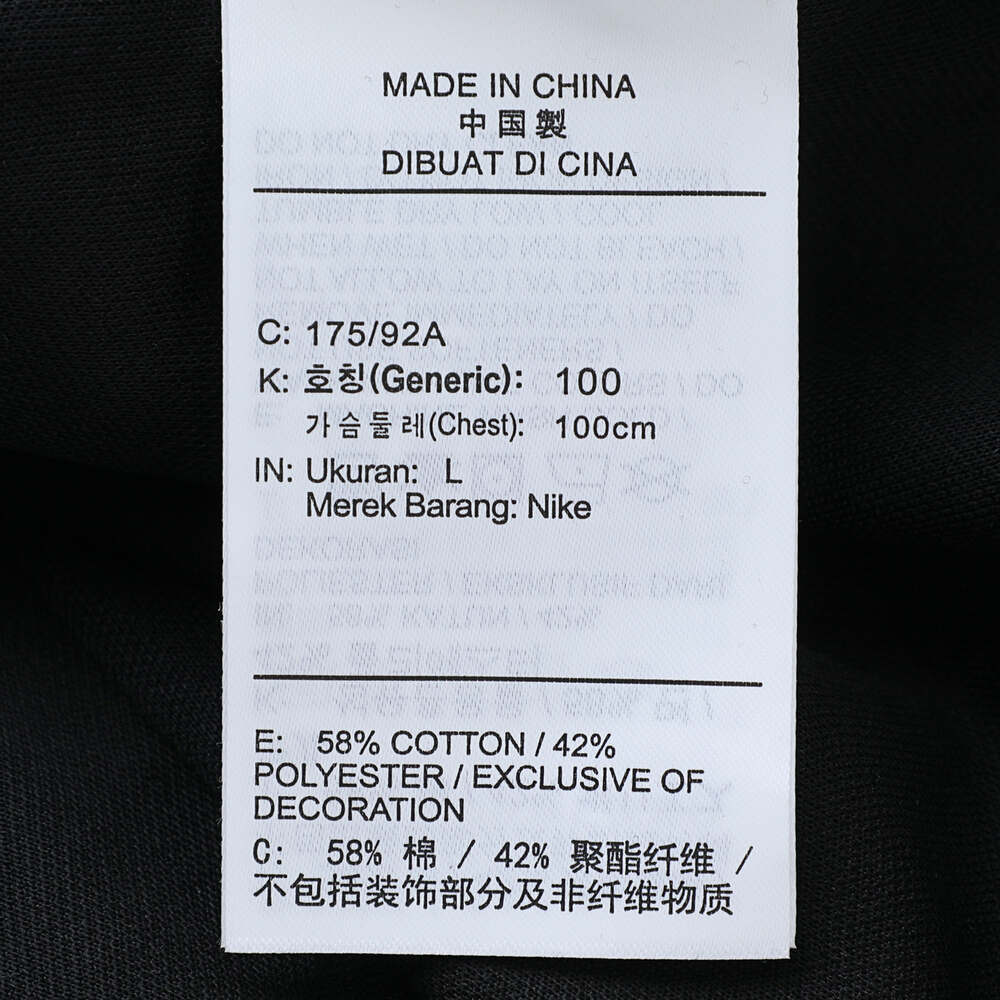 MADE IN CHINA
中国製
DIBUAT DI CINA
C: 175/92A
K: 호칭(Generic): 100
가슴둘레(Chest): 100cm
IN: Ukuran: L
Merek Barang: Nike
E: 58% COTTON / 42%
POLYESTER / EXCLUSIVE OF
DECORATION
C: 58% 棉 / 42% 聚酯纤维 /
不包括装饰部分及非纤维物质